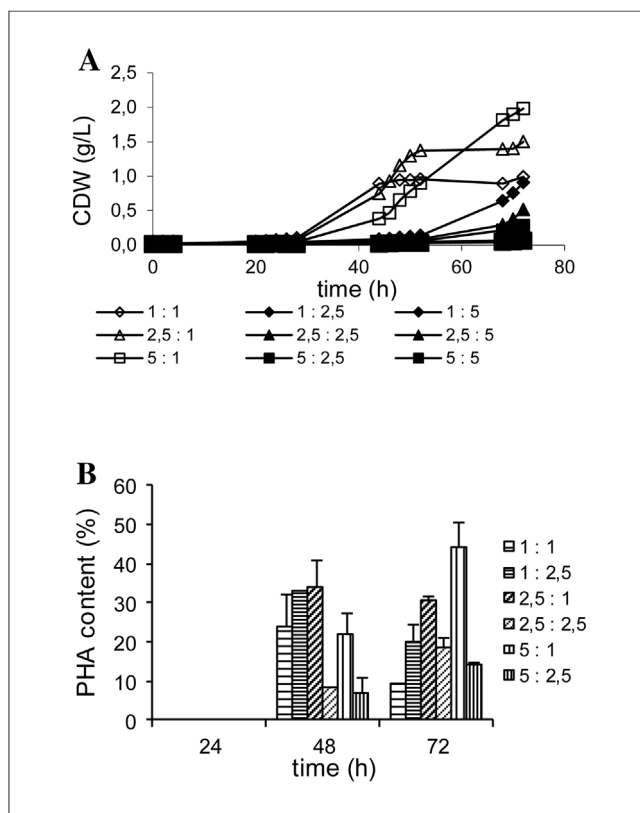 A
2,5
2,0
1,5
1,0
0,5
0,0
CDW (g/L)
0 20 40 60 80
time (h)
1 : 1 1 : 2,5 1 : 5
2,5 : 1 2,5 : 2,5 2,5 : 5
5 : 1 5 : 2,5 5 : 5
B
60
50
40
30
20
10
0
PHA content (%)
24 48 72
time (h)
1 : 1
1 : 2,5
2,5 : 1
2,5 : 2,5
5 : 1
5 : 2,5